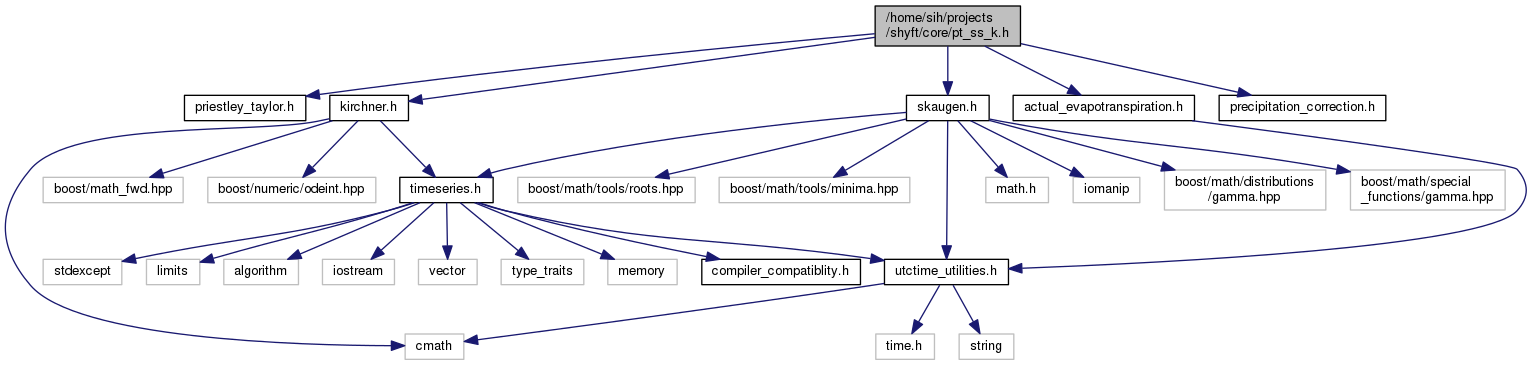 /home/sih/projects
/shyft/core/pt_ss_k.h
priestley_taylor.h
kirchner.h
skaugen.h
actual_evapotranspiration.h
precipitation_correction.h
boost/math_fwd.hpp
boost/numeric/odeint.hpp
timeseries.h
boost/math/tools/roots.hpp
boost/math/tools/minima.hpp
math.h
iomanip
boost/math/distributions
/gamma.hpp
boost/math/special
_functions/gamma.hpp
stdexcept
limits
algorithm
iostream
vector
type_traits
memory
compiler_compatiblity.h
utctime_utilities.h
cmath
time.h
string